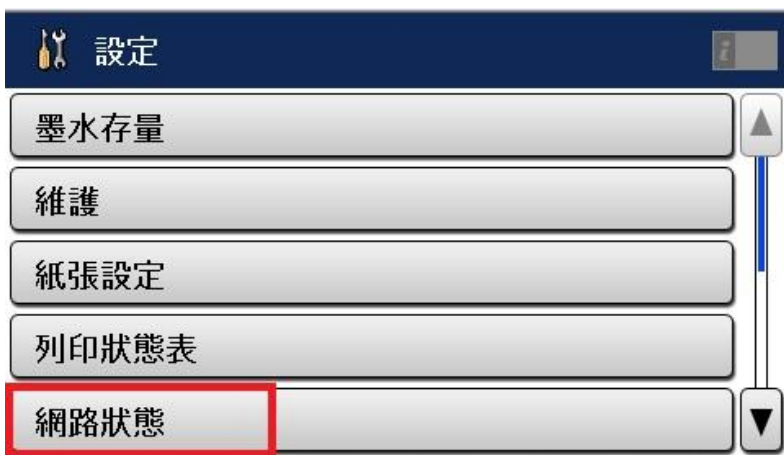 設定
i
墨水存量
維護
紙張設定
列印狀態表
網路狀態